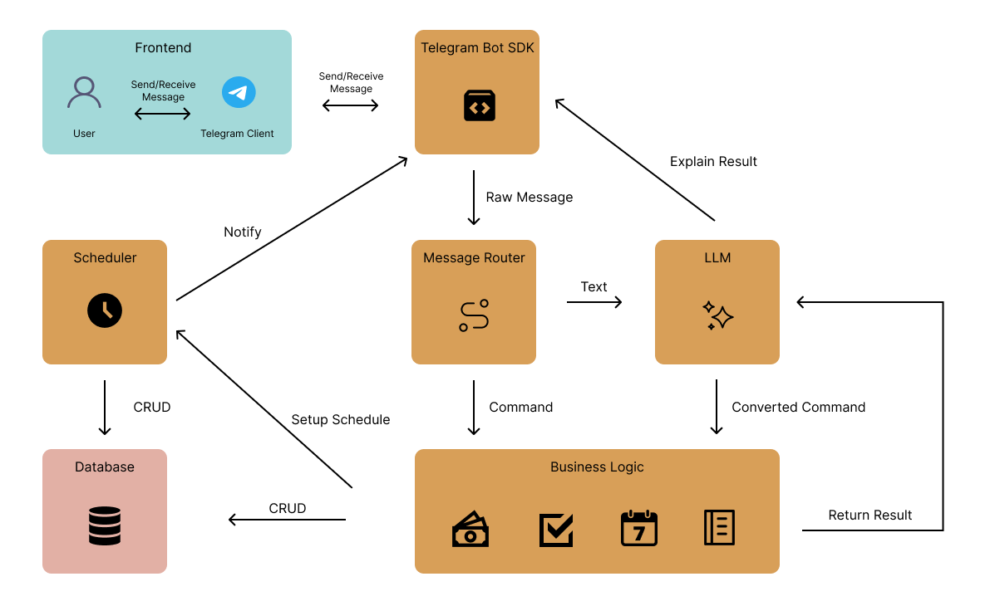 Frontend
Send/Receive
Message
User
Telegram Client
Send/Receive
Message
Telegram Bot SDK
Explain Result
Raw Message
Notify
Scheduler
Message Router
Text
LLM
CRUD
Setup Schedule
Command
Converted Command
Database
CRUD
Business Logic
7
Return Result